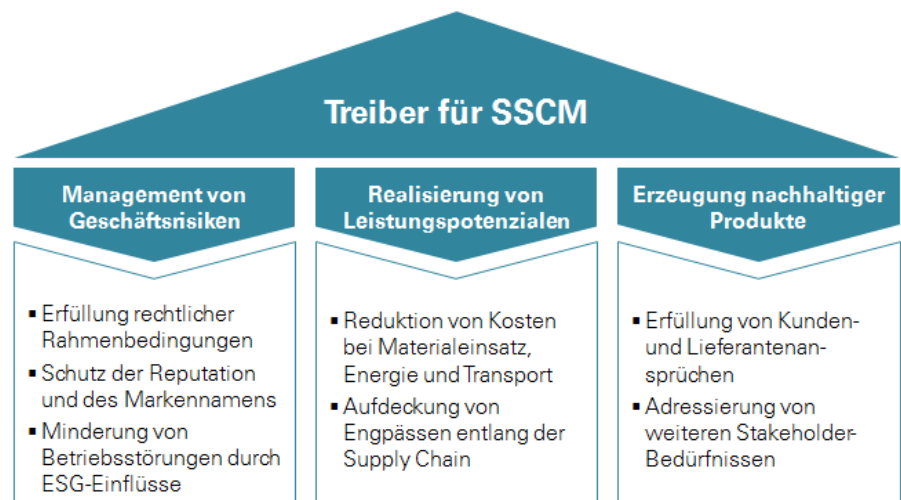 Treiber für SSCM
Management von
Geschäftsrisiken
▪ Erfüllung rechtlicher
Rahmenbedingungen
▪ Schutz der Reputation
und des Markennamens
▪ Minderung von
Betriebsstörungen durch
ESG-Einflüsse
Realisierung von
Leistungspotenzialen
▪ Reduktion von Kosten
bei Materialeinsatz,
Energie und Transport
▪ Aufdeckung von
Engpässen entlang der
Supply Chain
Erzeugung nachhaltiger
Produkte
▪ Erfüllung von Kunden-
und Lieferantenan-
sprüchen
▪ Adressierung von
weiteren Stakeholder-
Bedürfnissen